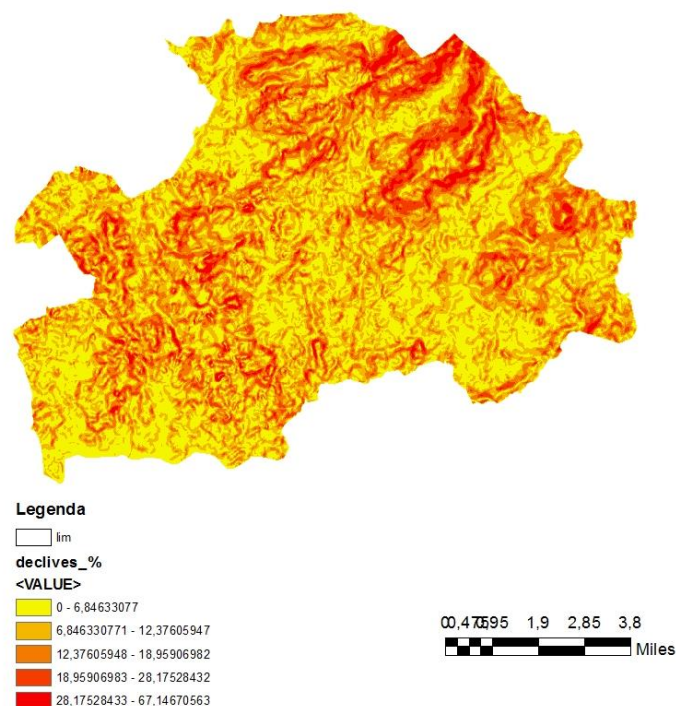 Legenda
lim
declives_%
<VALUE>
0 - 6,84633077
6,846330771 - 12,37605947
12,37605948 - 18,95906982
18,95906983 - 28,17528432
28,17528433 - 67,14670563
1,9 2,85 3,8
Miles